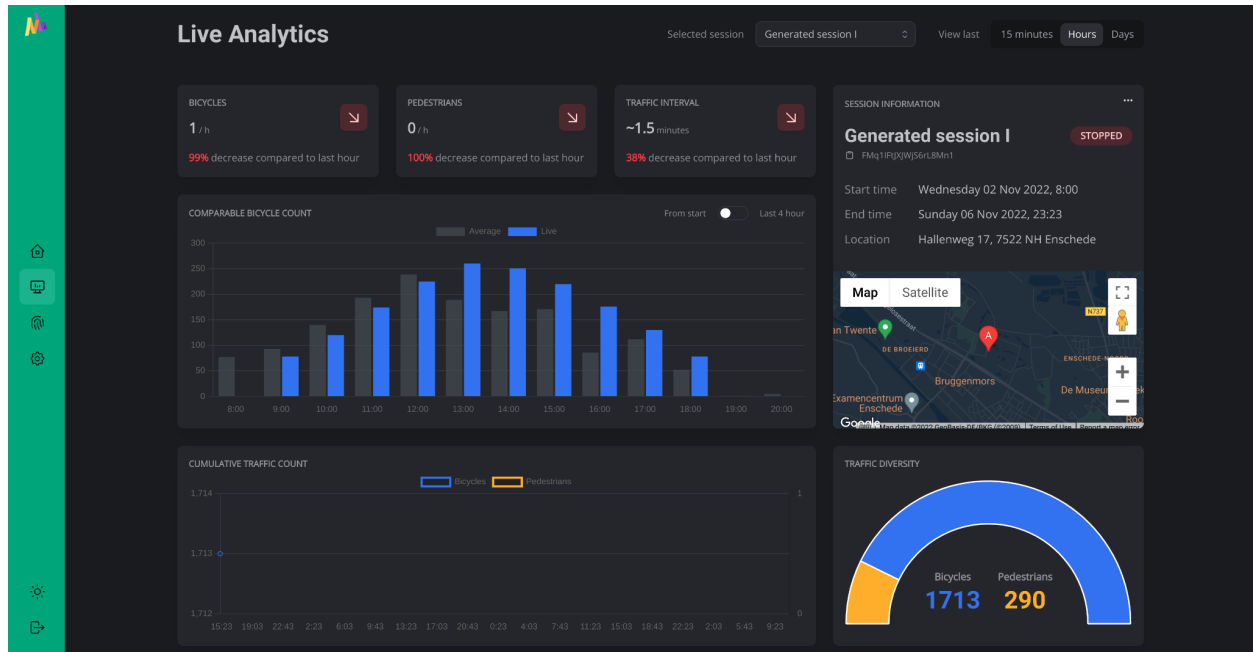 Live Analytics
Selected session Generated session I View last 15 minutes Hours Days
BICYCLES
1 / h
99% decrease compared to last hour
PEDESTRIANS
0 / h
100% decrease compared to last hour
TRAFFIC INTERVAL
~1.5 minutes
38% decrease compared to last hour
SESSION INFORMATION
Generated session I STOPPED
Start time Wednesday 02 Nov 2022, 8:00
End time Sunday 06 Nov 2022, 23:23
Location Hallenweg 17, 7522 NH Enschede
Map Satellite
N737
an Twente
DE BROEIERD
A
Bruggenmors
De Museu
Examencentrum
Enschede
Google
COMPARABLE BICYCLE COUNT From start Last 4 hour
Average Live
300
250
200
150
100
50
0
8:00 9:00 10:00 11:00 12:00 13:00 14:00 15:00 16:00 17:00 18:00 19:00 20:00
CUMULATIVE TRAFFIC COUNT
Bicycles Pedestrians
1,714 1
1,713
1,712 0
15:23 19:03 22:43 2:23 6:03 9:43 13:23 17:03 20:43 0:23 4:03 7:43 11:23 15:03 18:43 22:23 2:03 5:43 9:23
TRAFFIC DIVERSITY
Bicycles Pedestrians
1713 290